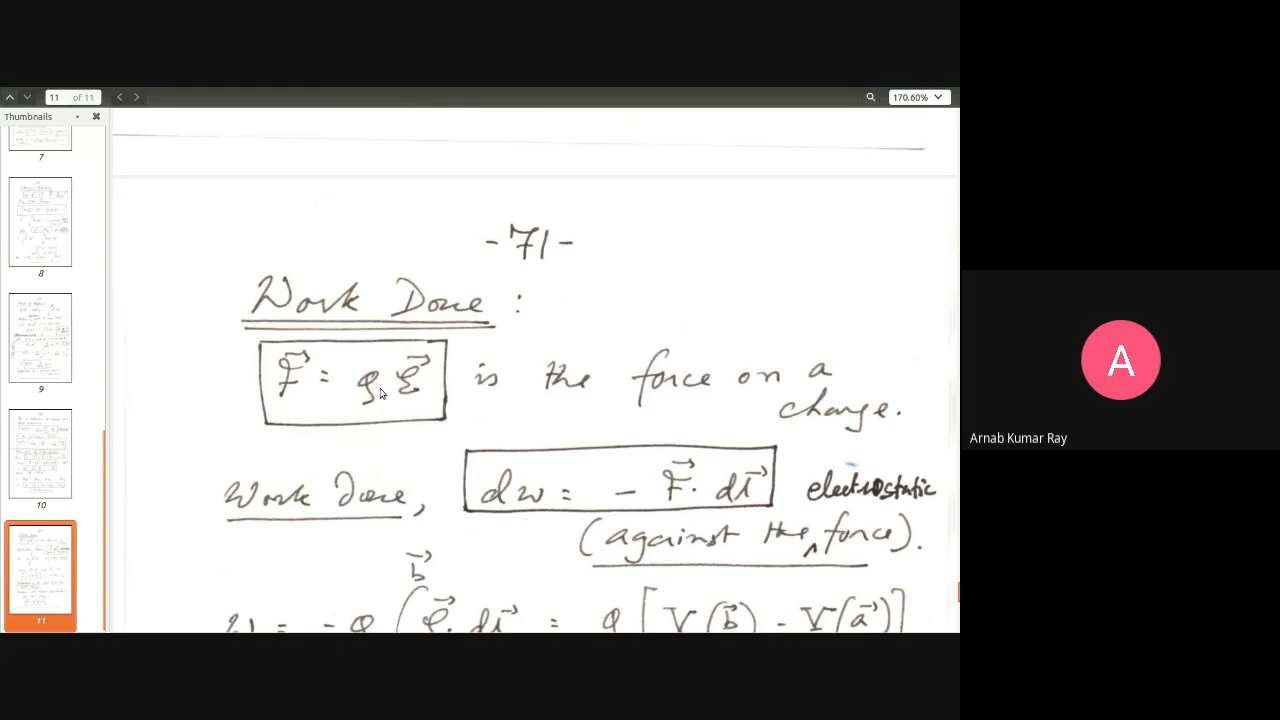 11 of 11
170.60%
Thumbnails
7
8
9
10
11
-71-
Work Done :
F⃗ = Q E⃗ is the force on a
charge.
Work Done, dw = - F⃗ . dl⃗ electrostatic
(against the ^ force).
b⃗
W = - Q ∫ E⃗ . dl⃗ = Q [ V(b⃗) - V(a⃗) ]
A
Arnab Kumar Ray